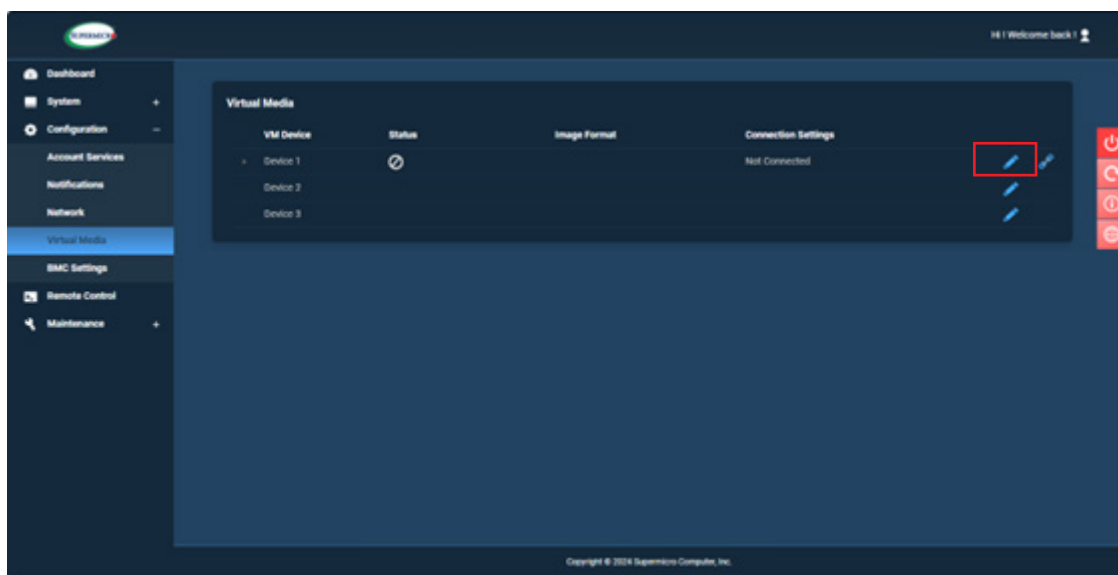 SUPERMICR
Hi ! Welcome back !
Dashboard
System +
Configuration −
Account Services
Notifications
Network
Virtual Media
BMC Settings
Remote Control
Maintenance +
Virtual Media
VM Device Status Image Format Connection Settings
Device 1 Not Connected
Device 2
Device 3
Copyright © 2024 Supermicro Computer, Inc.